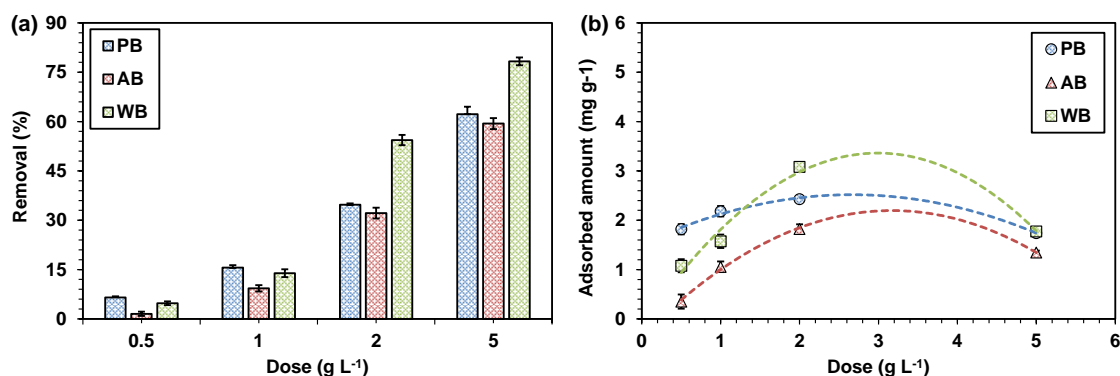 (a)
PB
AB
WB
Removal (%)
90
75
60
45
30
15
0
0.5 1 2 5
Dose (g L-1)
(b)
PB
AB
WB
Adsorbed amount (mg g-1)
6
5
4
3
2
1
0
0 1 2 3 4 5 6
Dose (g L-1)